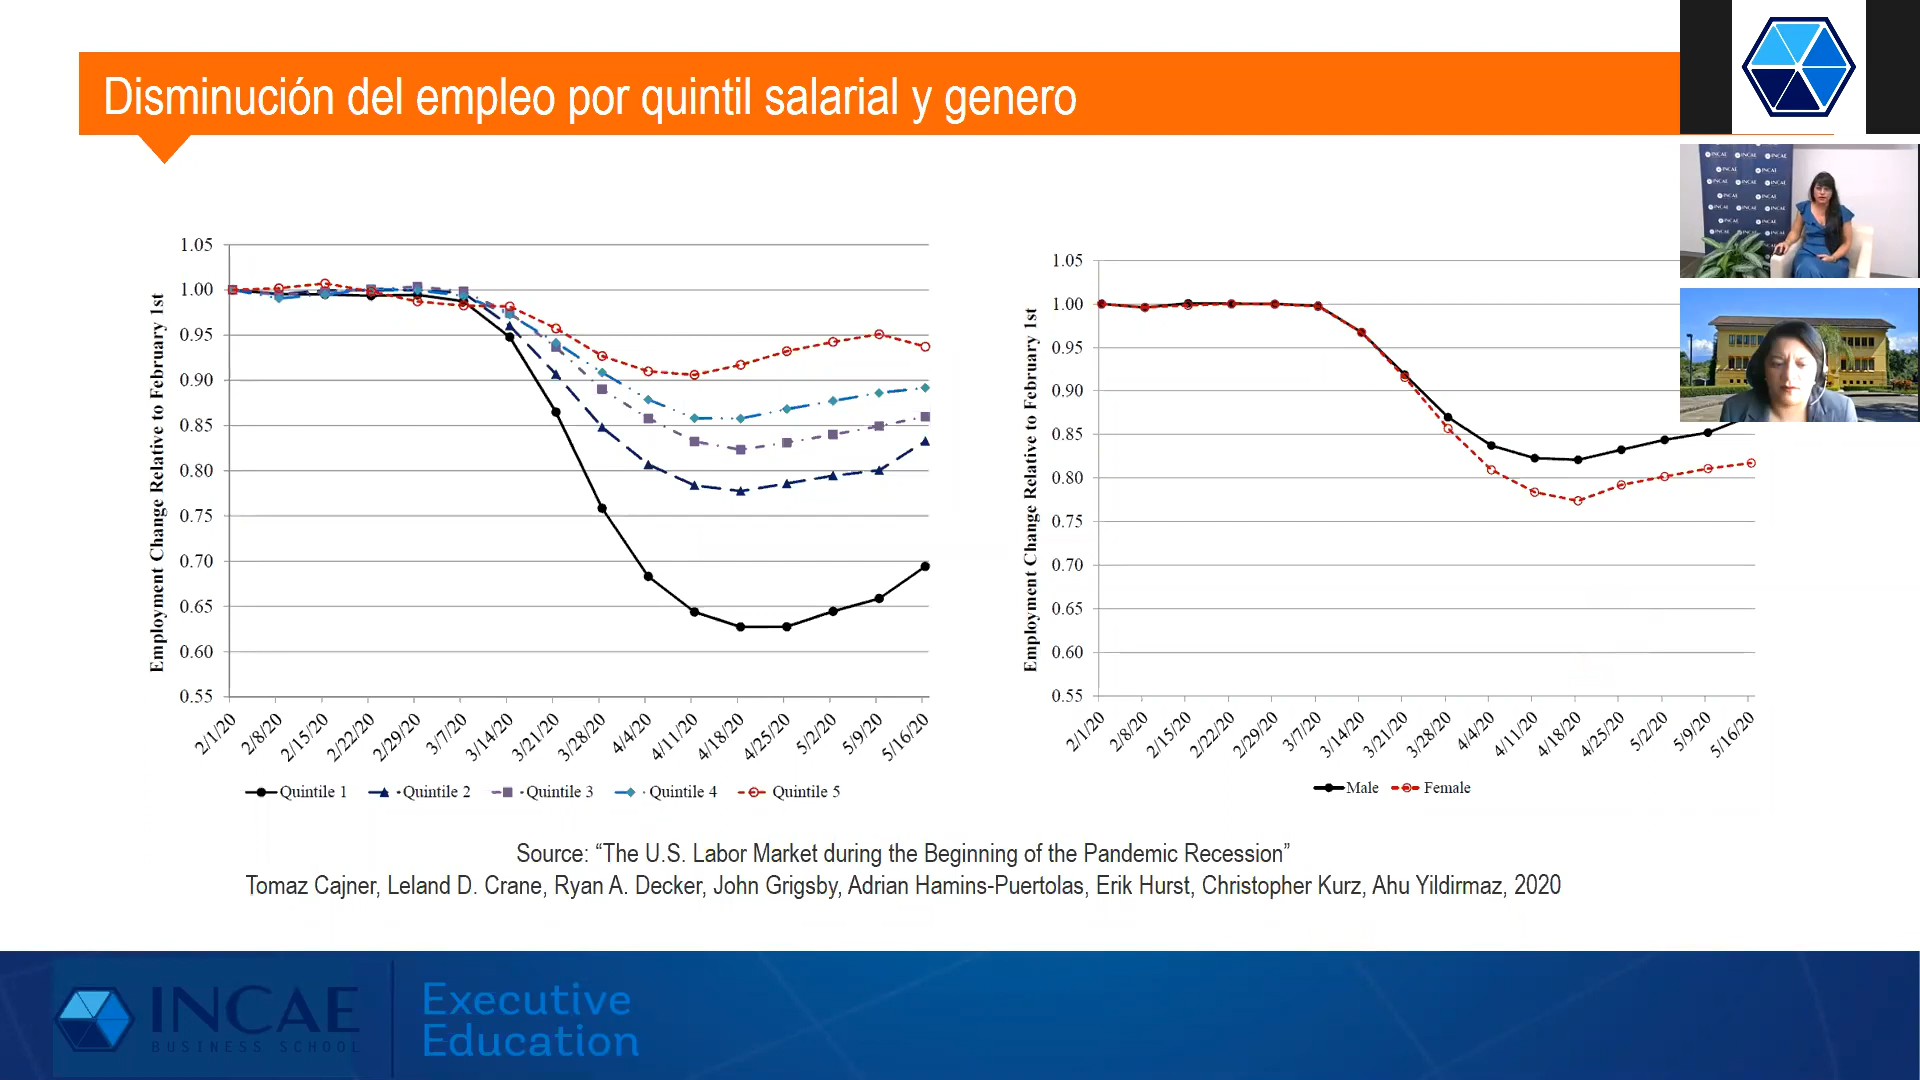 Disminución del empleo por quintil salarial y genero
Employment Change Relative to February 1st
1.05
1.00
0.95
0.90
0.85
0.80
0.75
0.70
0.65
0.60
0.55
2/1/20 2/8/20 2/15/20 2/22/20 2/29/20 3/7/20 3/14/20 3/21/20 3/28/20 4/4/20 4/11/20 4/18/20 4/25/20 5/2/20 5/9/20 5/16/20
Quintile 1 Quintile 2 Quintile 3 Quintile 4 Quintile 5
Employment Change Relative to February 1st
1.05
1.00
0.95
0.90
0.85
0.80
0.75
0.70
0.65
0.60
0.55
2/1/20 2/8/20 2/15/20 2/22/20 2/29/20 3/7/20 3/14/20 3/21/20 3/28/20 4/4/20 4/11/20 4/18/20 4/25/20 5/2/20 5/9/20 5/16/20
Male Female
Source: “The U.S. Labor Market during the Beginning of the Pandemic Recession”
Tomaz Cajner, Leland D. Crane, Ryan A. Decker, John Grigsby, Adrian Hamins-Puertolas, Erik Hurst, Christopher Kurz, Ahu Yildirmaz, 2020
INCAE
BUSINESS SCHOOL
Executive
Education